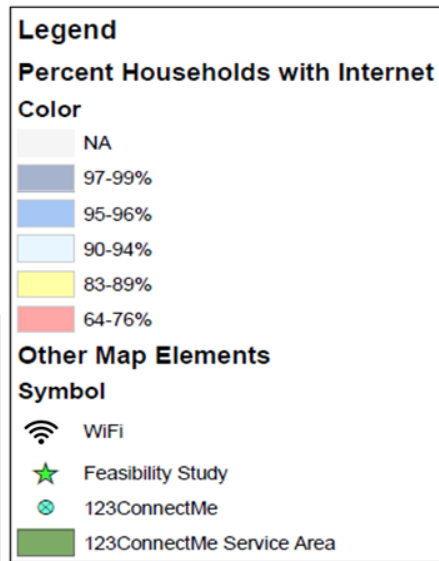 Legend
Percent Households with Internet
Color
NA
97-99%
95-96%
90-94%
83-89%
64-76%
Other Map Elements
Symbol
WiFi
Feasibility Study
123ConnectMe
123ConnectMe Service Area